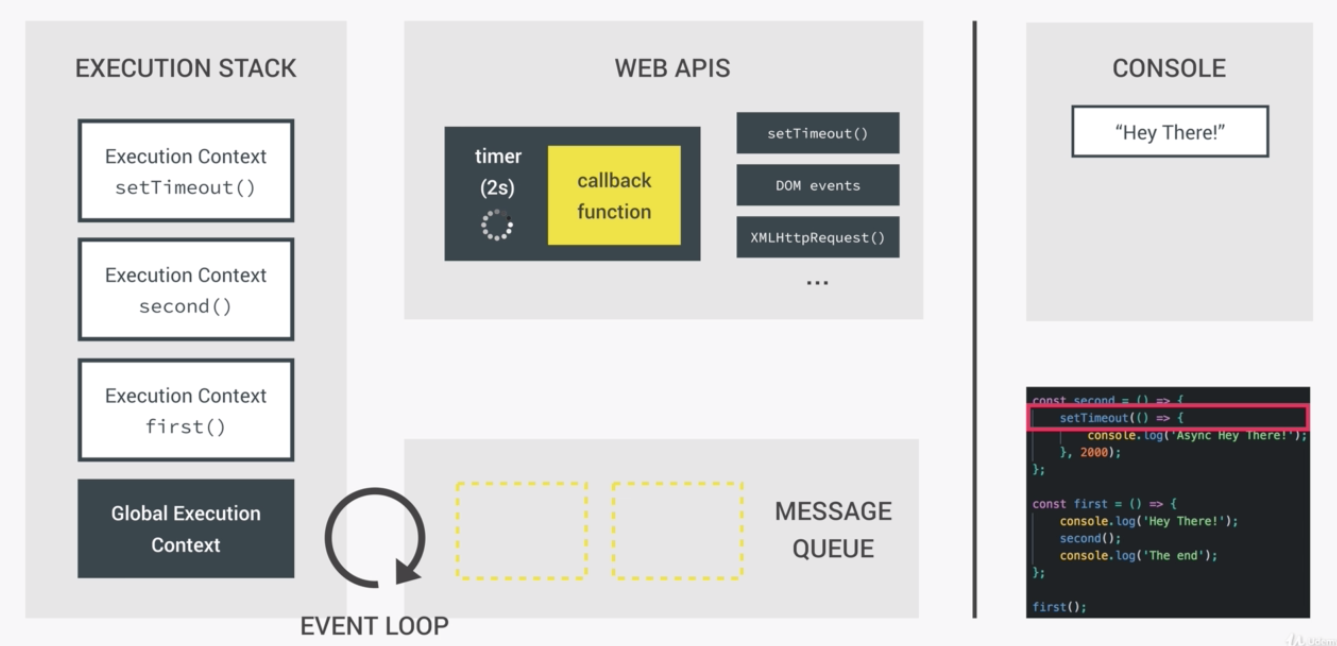 EXECUTION STACK
Execution Context
setTimeout()
Execution Context
second()
Execution Context
first()
Global Execution
Context
EVENT LOOP
WEB APIS
timer
(2s)
callback
function
setTimeout()
DOM events
XMLHttpRequest()
...
MESSAGE
QUEUE
CONSOLE
“Hey There!”
const second = () => {
setTimeout(() => {
console.log('Async Hey There!');
}, 2000);
};
const first = () => {
console.log('Hey There!');
second();
console.log('The end');
};
first();
Udemy